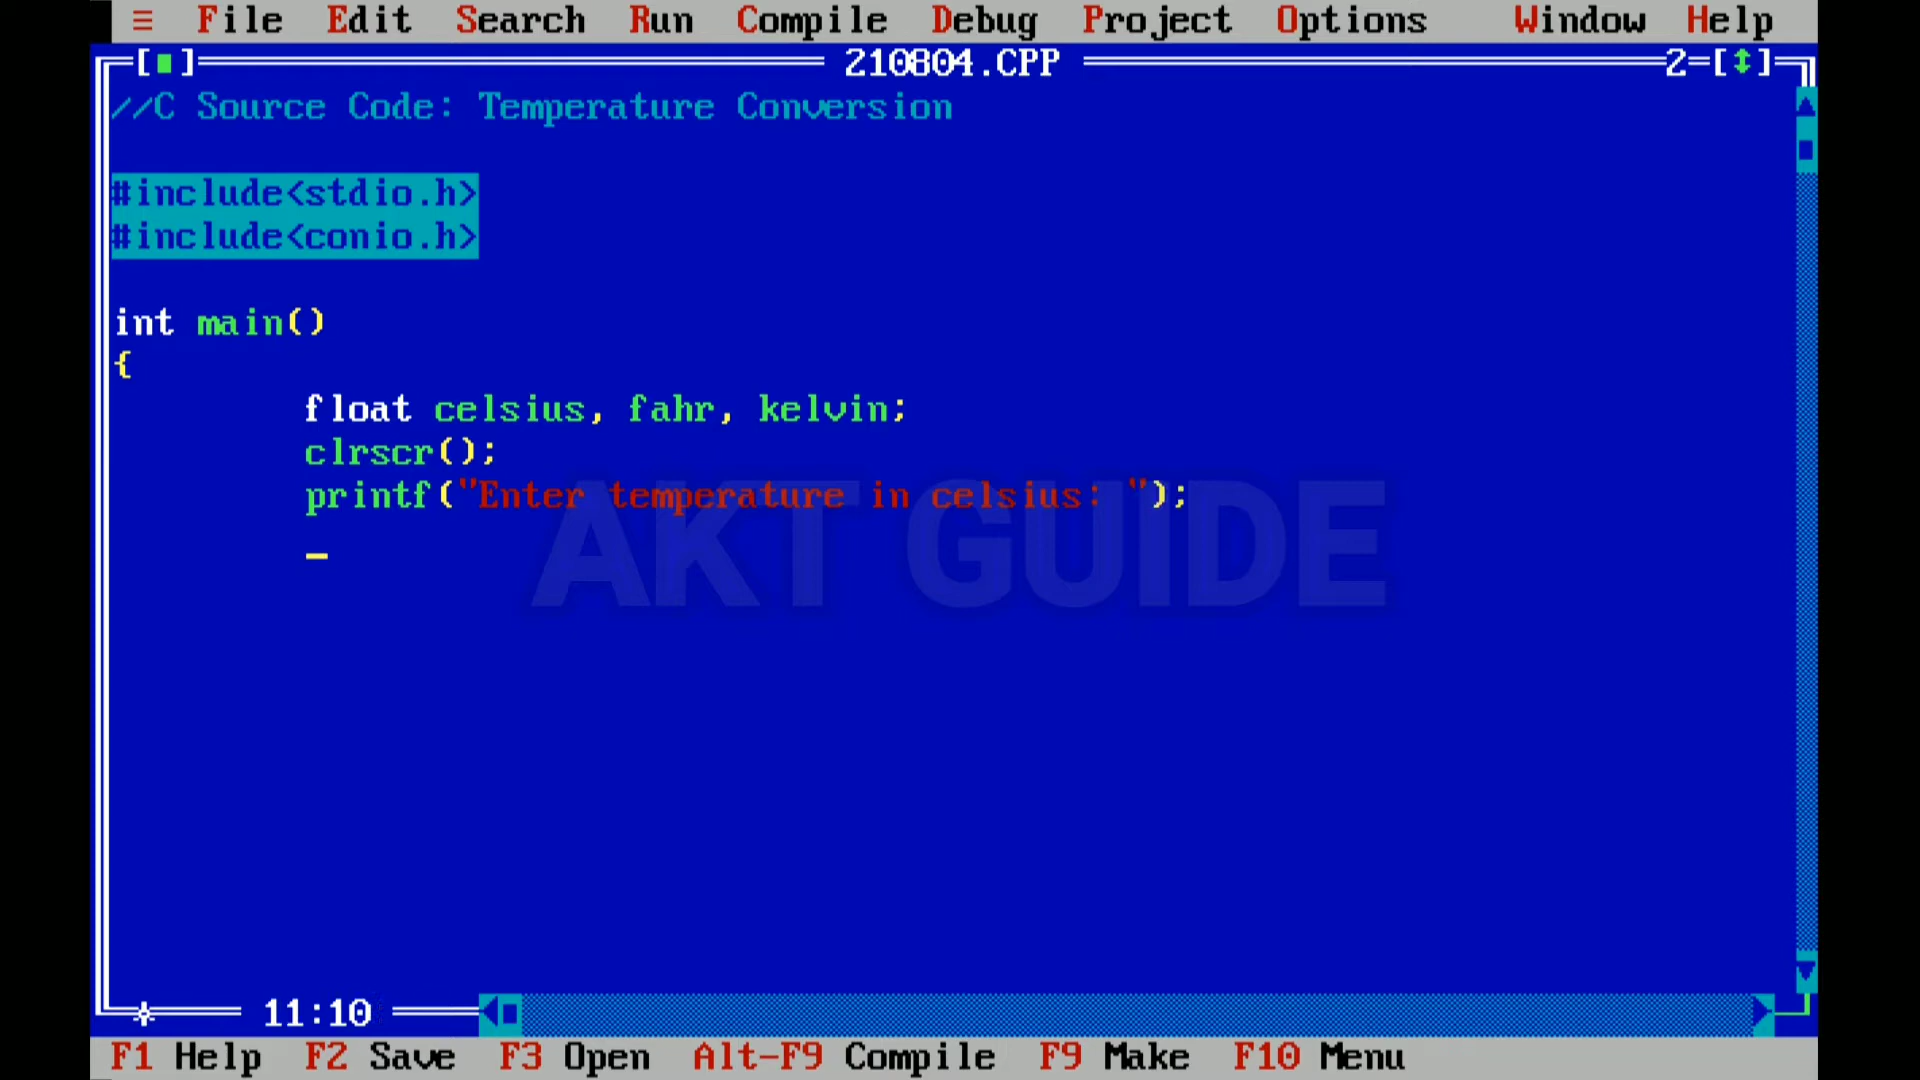 ≡ File Edit Search Run Compile Debug Project Options Window Help
[■] 210804.CPP 2=[↕]
//C Source Code: Temperature Conversion
#include<stdio.h>
#include<conio.h>
int main()
{
float celsius, fahr, kelvin;
clrscr();
printf("Enter temperature in celsius: ");
_
AKT GUIDE
11:10
F1 Help F2 Save F3 Open Alt-F9 Compile F9 Make F10 Menu